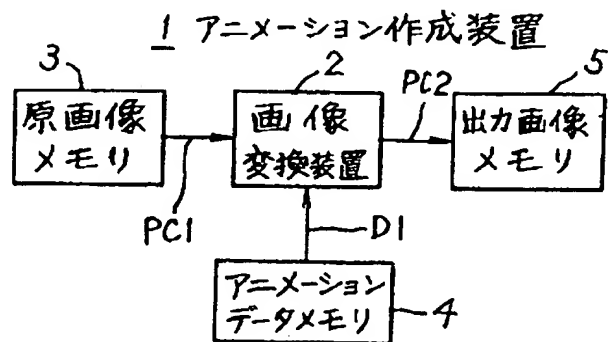 1 アニメーション作成装置
3
2
PC2
5
原画像
メモリ
画像
変換装置
出力画像
メモリ
PC1
D1
アニメーション
データメモリ
4